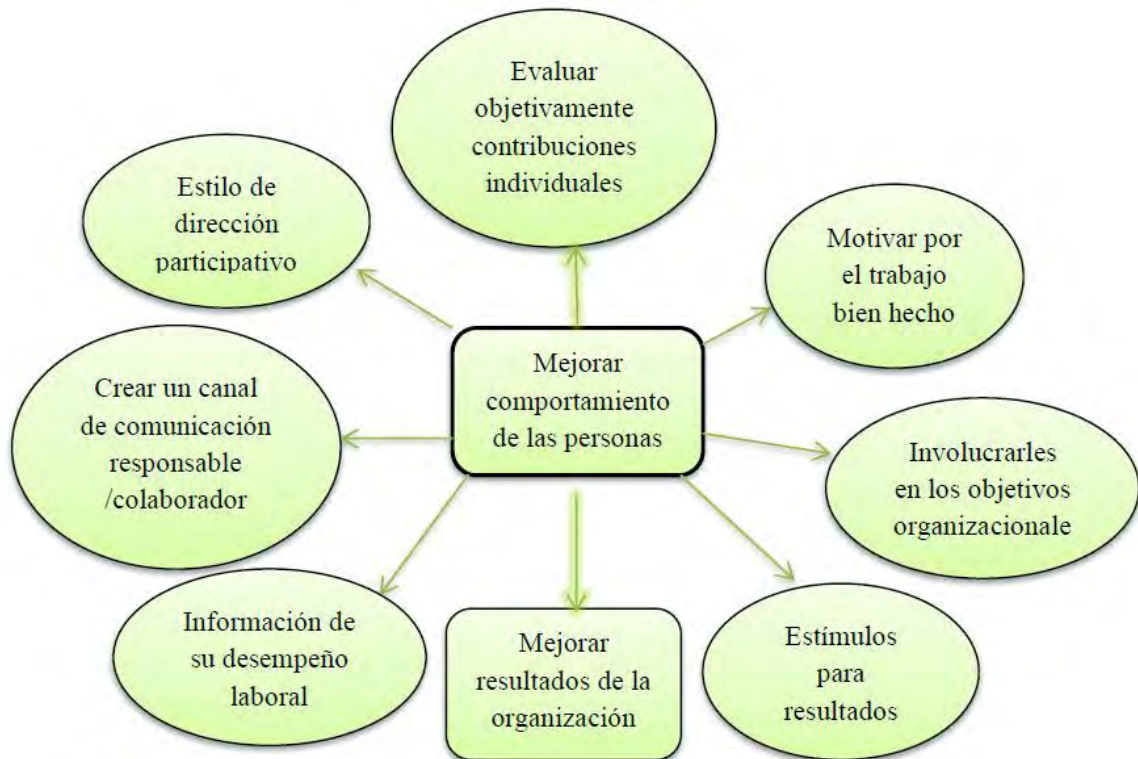 Evaluar
objetivamente
contribuciones
individuales
Estilo de
dirección
participativo
Motivar por
el trabajo
bien hecho
Mejorar
comportamiento
de las personas
Crear un canal
de comunicación
responsable
/colaborador
Involucrarles
en los objetivos
organizacionale
Información de
su desempeño
laboral
Mejorar
resultados de la
organización
Estímulos
para
resultados